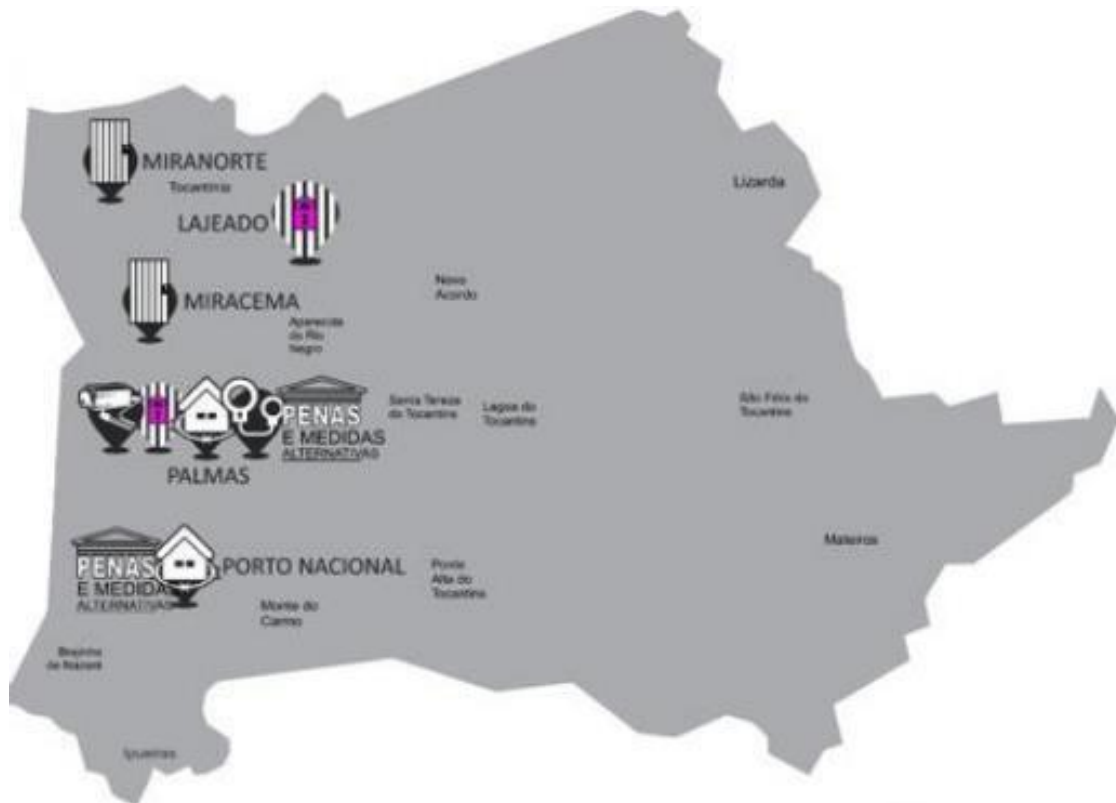 MIRANORTE
Tocantínia
Lizarda
LAJEADO
Novo
Acordo
MIRACEMA
Aparecida
do Rio
Negro
Santa Tereza
do Tocantins
Lagoa do
Tocantins
São Félix do
Tocantins
PENAS
E MEDIDAS
ALTERNATIVAS
PALMAS
Mateiros
PENAS
E MEDIDAS
ALTERNATIVAS
PORTO NACIONAL
Ponte
Alta do
Tocantins
Monte do
Carmo
Brejinho
de Nazaré
Ipueiras